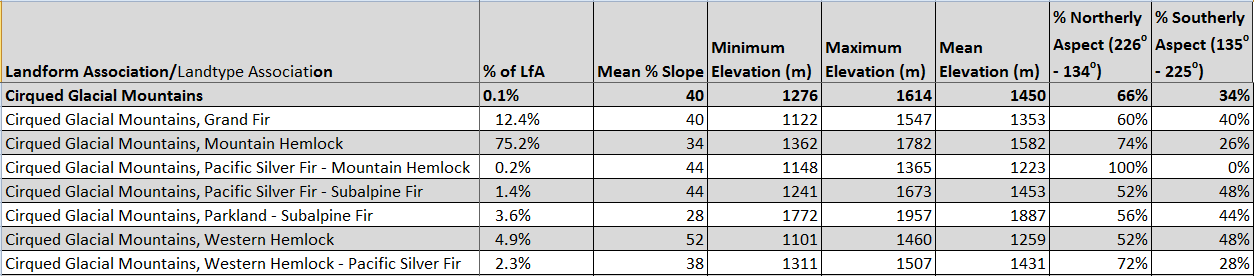 Landform Association/Landtype Association | % of LfA | Mean % Slope | Minimum Elevation (m) | Maximum Elevation (m) | Mean Elevation (m) | % Northerly Aspect (226° - 134°) | % Southerly Aspect (135° - 225°)
Cirqued Glacial Mountains | 0.1% | 40 | 1276 | 1614 | 1450 | 66% | 34%
Cirqued Glacial Mountains, Grand Fir | 12.4% | 40 | 1122 | 1547 | 1353 | 60% | 40%
Cirqued Glacial Mountains, Mountain Hemlock | 75.2% | 34 | 1362 | 1782 | 1582 | 74% | 26%
Cirqued Glacial Mountains, Pacific Silver Fir - Mountain Hemlock | 0.2% | 44 | 1148 | 1365 | 1223 | 100% | 0%
Cirqued Glacial Mountains, Pacific Silver Fir - Subalpine Fir | 1.4% | 44 | 1241 | 1673 | 1453 | 52% | 48%
Cirqued Glacial Mountains, Parkland - Subalpine Fir | 3.6% | 28 | 1772 | 1957 | 1887 | 56% | 44%
Cirqued Glacial Mountains, Western Hemlock | 4.9% | 52 | 1101 | 1460 | 1259 | 52% | 48%
Cirqued Glacial Mountains, Western Hemlock - Pacific Silver Fir | 2.3% | 38 | 1311 | 1507 | 1431 | 72% | 28%